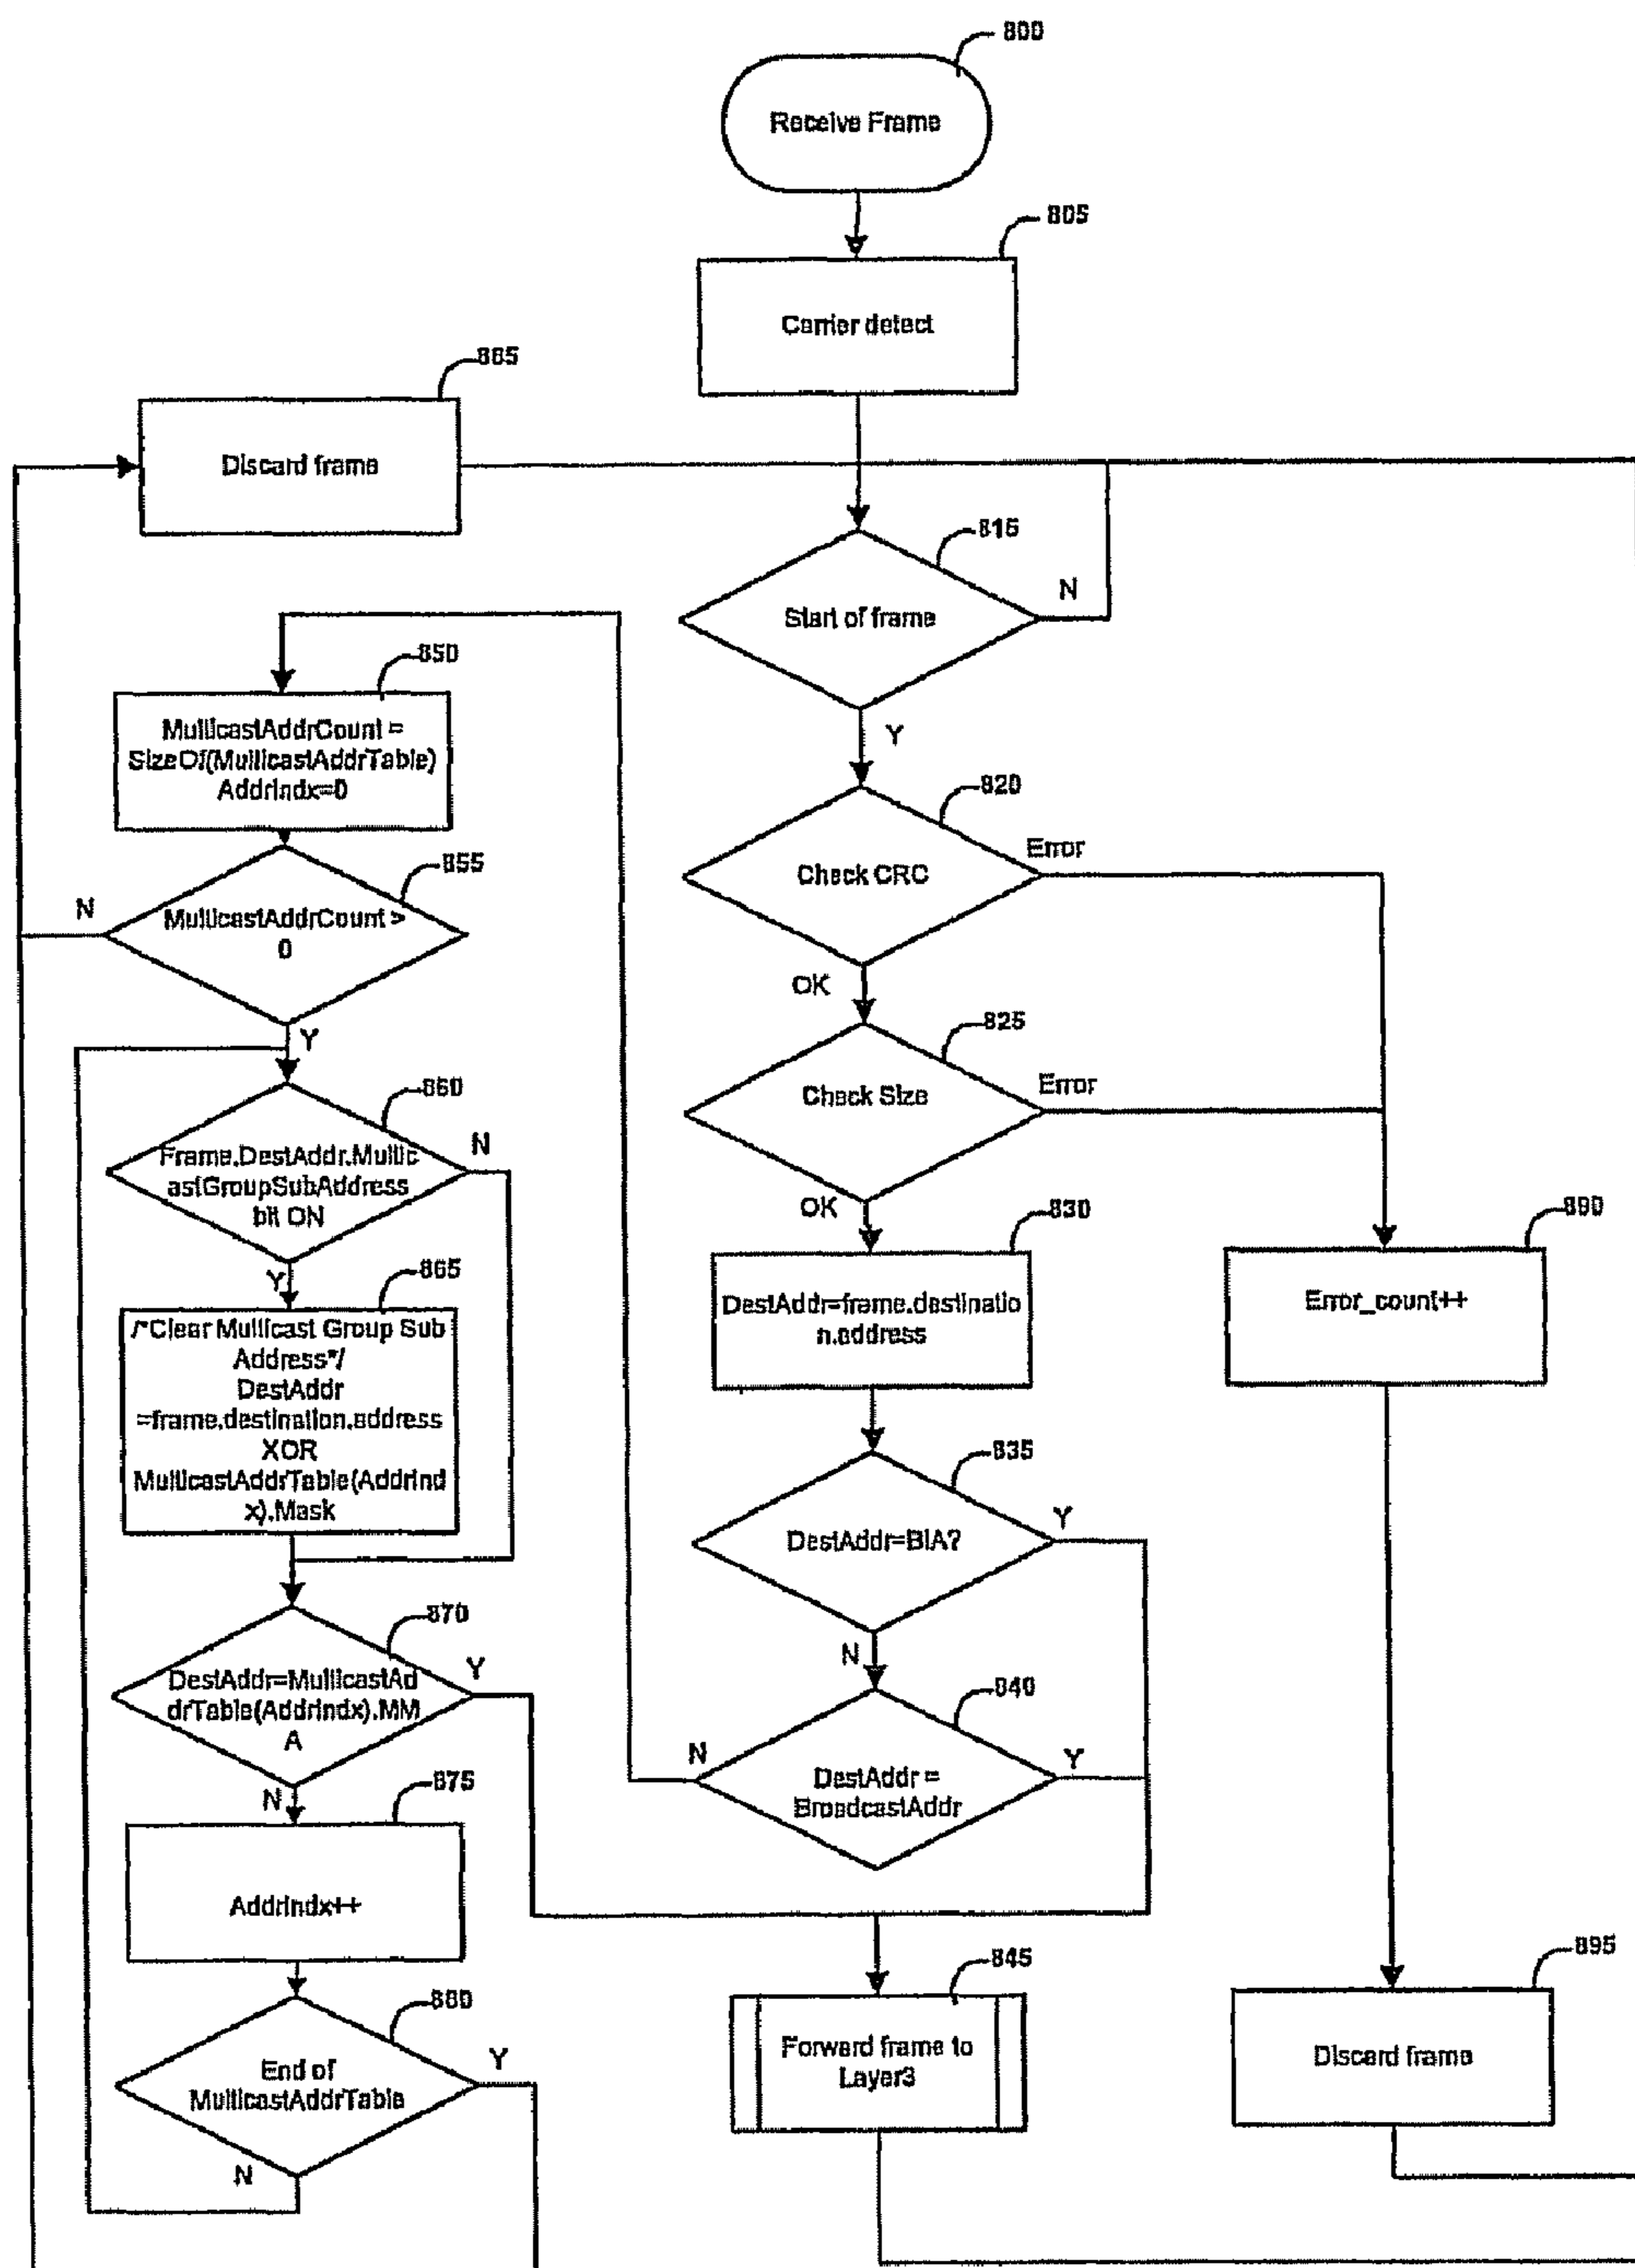 800
Receive Frame
805
Carrier detect
885
Discard frame
815
Start of frame
N
Y
850
MulticastAddrCount =
SizeOf(MulticastAddrTable)
AddrIndx=0
820
Check CRC
Error
OK
855
MulticastAddrCount >
0
N
Y
825
Check Size
Error
OK
860
Frame.DestAddr.Multic
astGroupSubAddress
bit ON
N
Y
830
DestAddr=frame.destinatio
n.address
890
Error_count++
865
/*Clear Multicast Group Sub
Address*/
DestAddr
=frame.destination.address
XOR
MulticastAddrTable(AddrInd
x).Mask
835
DestAddr=BIA?
Y
N
870
DestAddr=MulticastAd
drTable(AddrIndx).MM
A
Y
N
840
DestAddr =
BroadcastAddr
N
Y
875
AddrIndx++
845
Forward frame to
Layer3
895
Discard frame
880
End of
MulticastAddrTable
Y
N